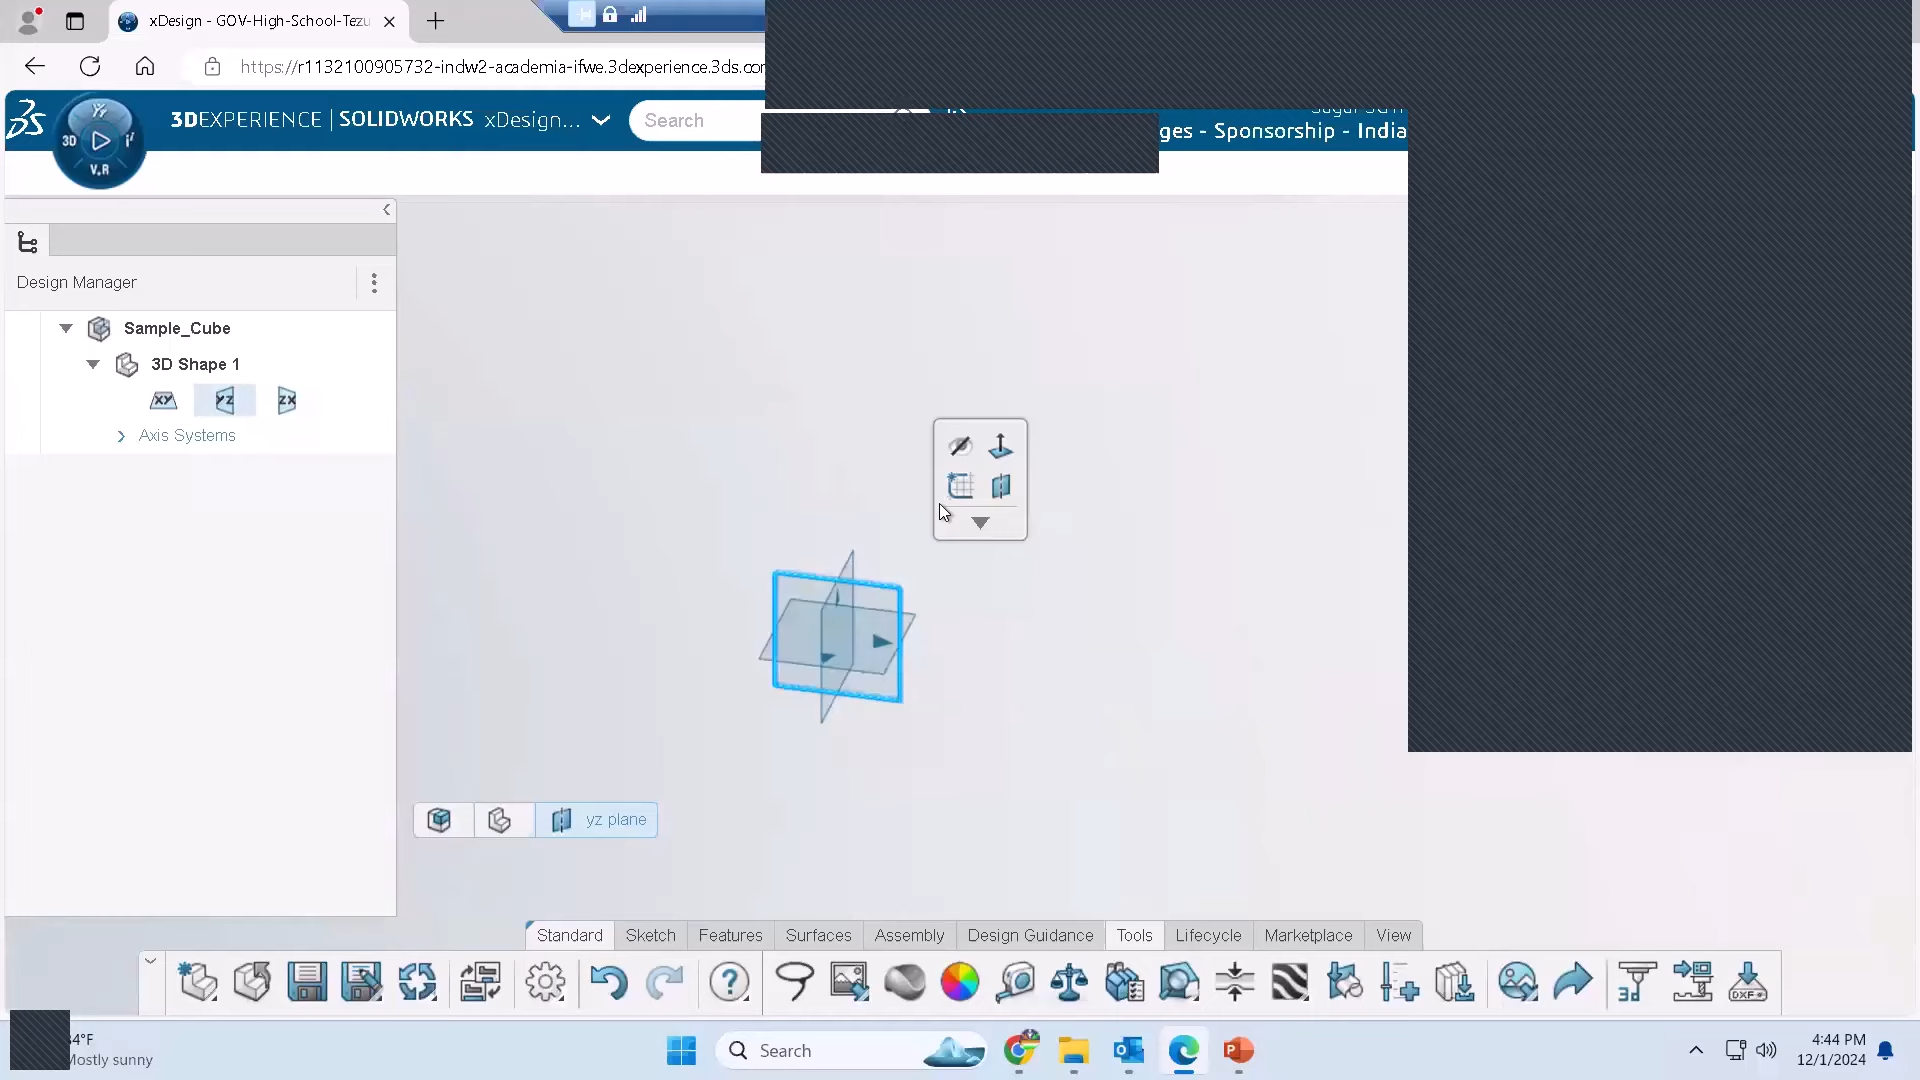 xDesign - GOV-High-School-Tezu
https://r1132100905732-indw2-academia-ifwe.3dexperience.3ds.com
3DEXPERIENCE | SOLIDWORKS xDesign...
Search
ges - Sponsorship - India
3D
V.R
Design Manager
Sample_Cube
3D Shape 1
XY
YZ
ZX
Axis Systems
yz plane
Standard
Sketch
Features
Surfaces
Assembly
Design Guidance
Tools
Lifecycle
Marketplace
View
3d
DXF
4°F
Mostly sunny
Search
4:44 PM
12/1/2024